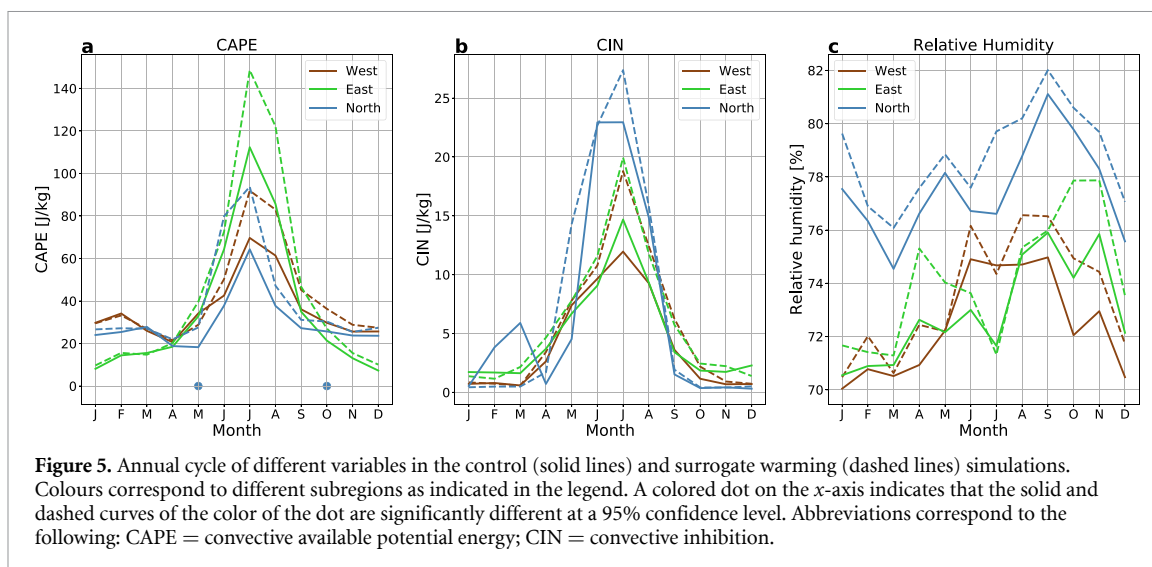 a CAPE
140
120
100
80
60
40
20
0
CAPE [J/kg]
West
East
North
J F M A M J J A S O N D
Month
b CIN
25
20
15
10
5
0
CIN [J/kg]
West
East
North
J F M A M J J A S O N D
Month
c Relative Humidity
82
80
78
76
74
72
70
Relative humidity [%]
West
East
North
J F M A M J J A S O N D
Month
Figure 5. Annual cycle of different variables in the control (solid lines) and surrogate warming (dashed lines) simulations.
Colours correspond to different subregions as indicated in the legend. A colored dot on the x-axis indicates that the solid and
dashed curves of the color of the dot are significantly different at a 95% confidence level. Abbreviations correspond to the
following: CAPE = convective available potential energy; CIN = convective inhibition.